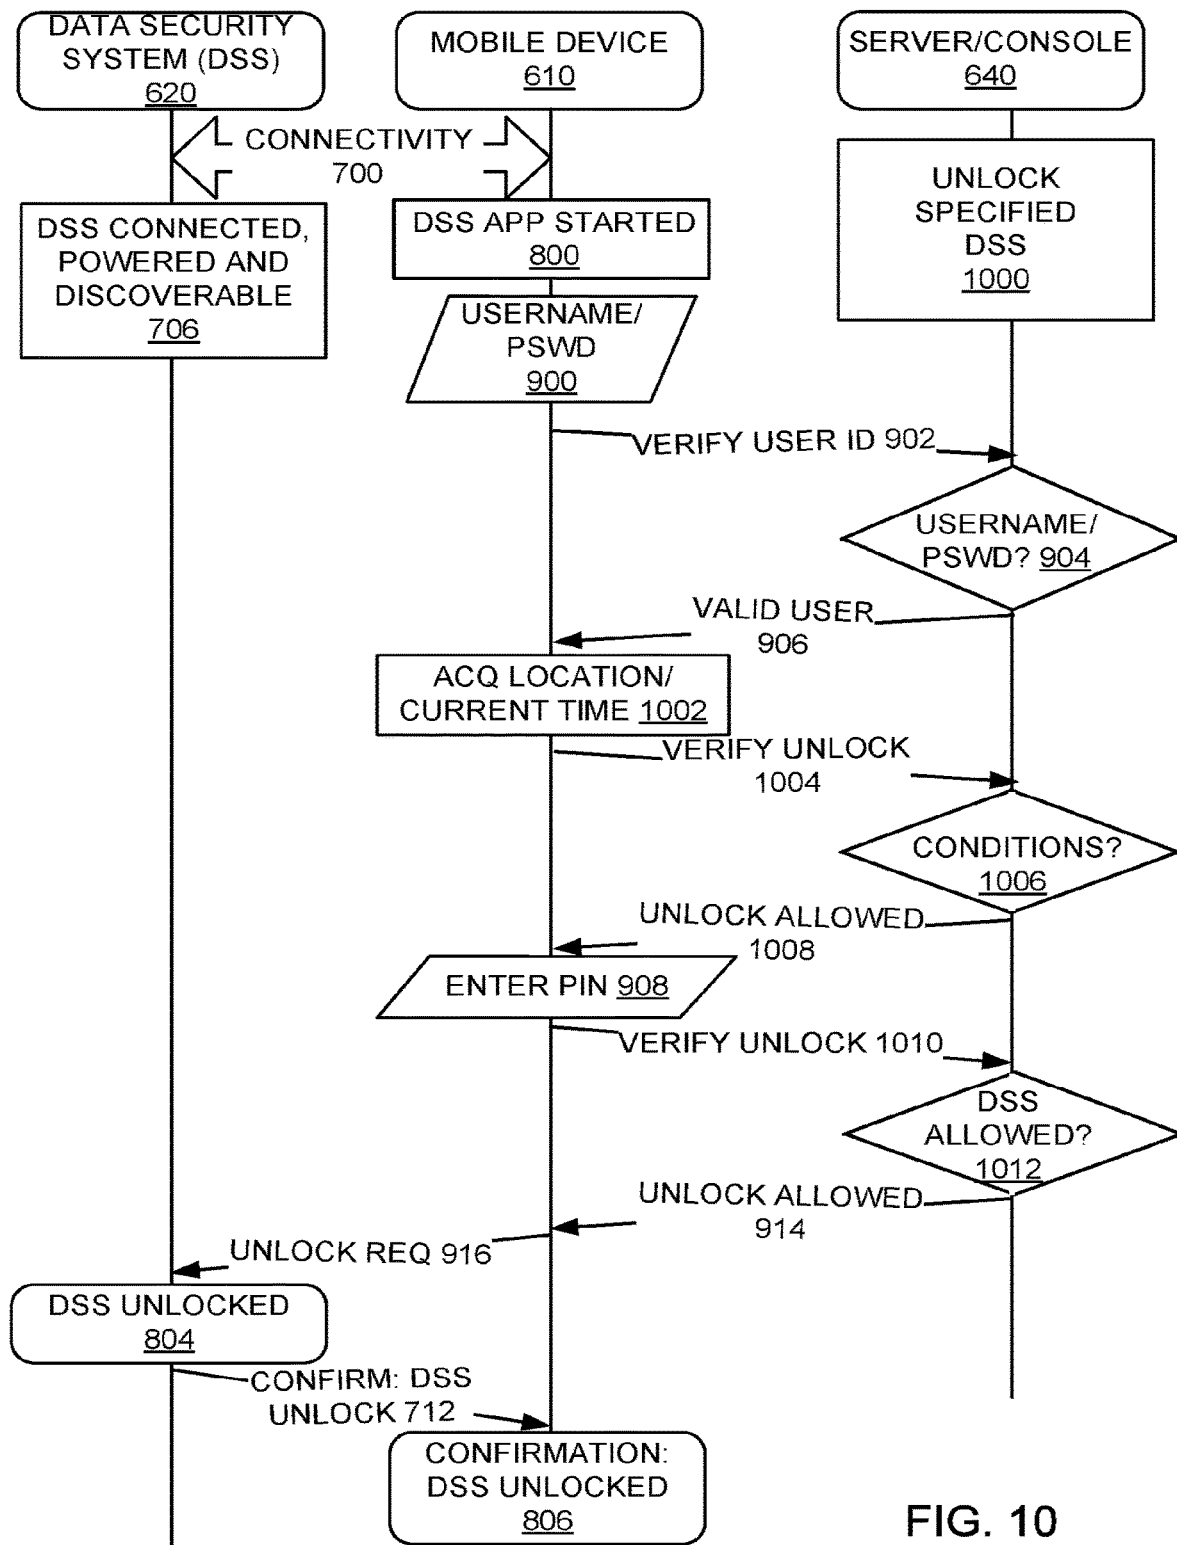 DATA SECURITY
SYSTEM (DSS)
620
MOBILE DEVICE
610
SERVER/CONSOLE
640
CONNECTIVITY
700
UNLOCK
SPECIFIED
DSS
1000
DSS CONNECTED,
POWERED AND
DISCOVERABLE
706
DSS APP STARTED
800
USERNAME/
PSWD
900
VERIFY USER ID 902
USERNAME/
PSWD? 904
VALID USER
906
ACQ LOCATION/
CURRENT TIME 1002
VERIFY UNLOCK
1004
CONDITIONS?
1006
UNLOCK ALLOWED
1008
ENTER PIN 908
VERIFY UNLOCK 1010
DSS
ALLOWED?
1012
UNLOCK ALLOWED
914
UNLOCK REQ 916
DSS UNLOCKED
804
CONFIRM: DSS
UNLOCK 712
CONFIRMATION:
DSS UNLOCKED
806
FIG. 10